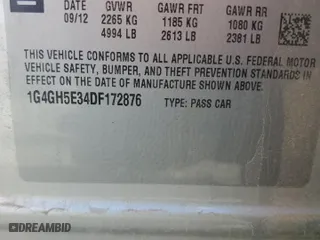 DATE GVWR GAWR FRT GAWR RR
09/12 2265 KG 1185 KG 1080 KG
4994 LB 2613 LB 2381 LB
THIS VEHICLE CONFORMS TO ALL APPLICABLE U.S. FEDERAL MOTOR
VEHICLE SAFETY, BUMPER, AND THEFT PREVENTION STANDARDS IN
EFFECT ON THE DATE OF MANUFACTURE SHOWN ABOVE.
1G4GH5E34DF172876 TYPE: PASS CAR
DREAMBID